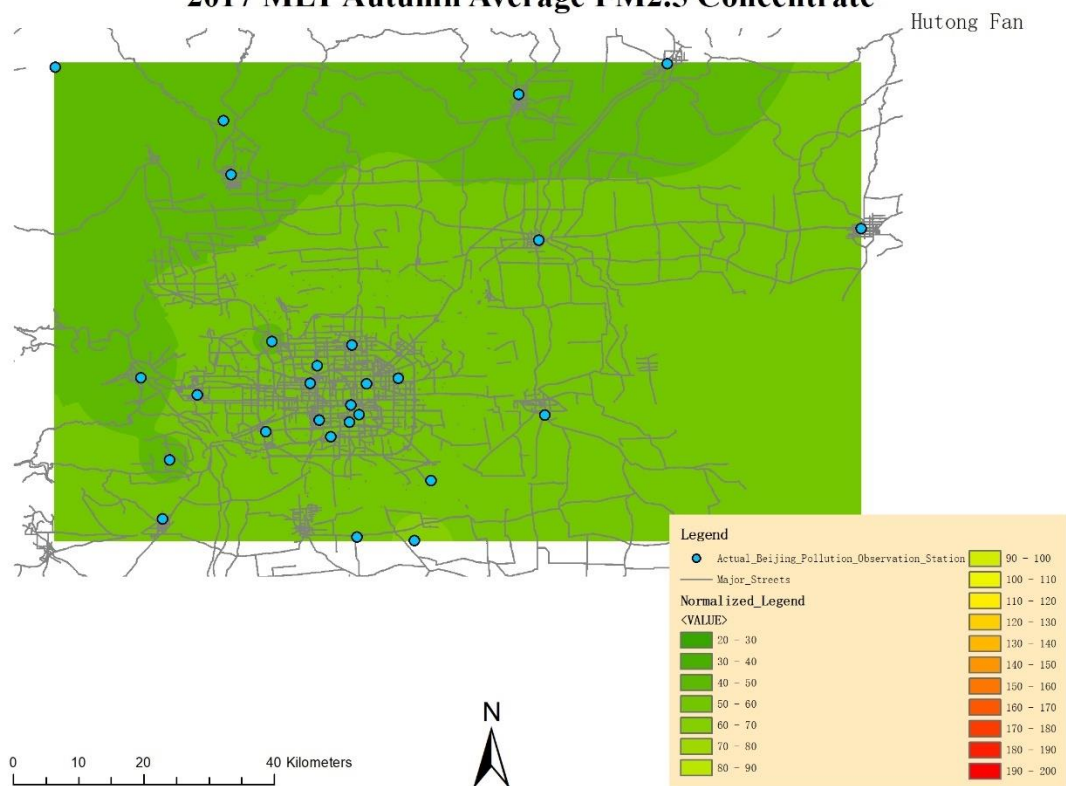 2017 MEI Autumn Average PM2.5 Concentrate
Hutong Fan
Legend
Actual_Beijing_Pollution_Observation_Station
Major_Streets
Normalized_Legend
<VALUE>
20 - 30
30 - 40
40 - 50
50 - 60
60 - 70
70 - 80
80 - 90
90 - 100
100 - 110
110 - 120
120 - 130
130 - 140
140 - 150
150 - 160
160 - 170
170 - 180
180 - 190
190 - 200
N
0 10 20 40 Kilometers